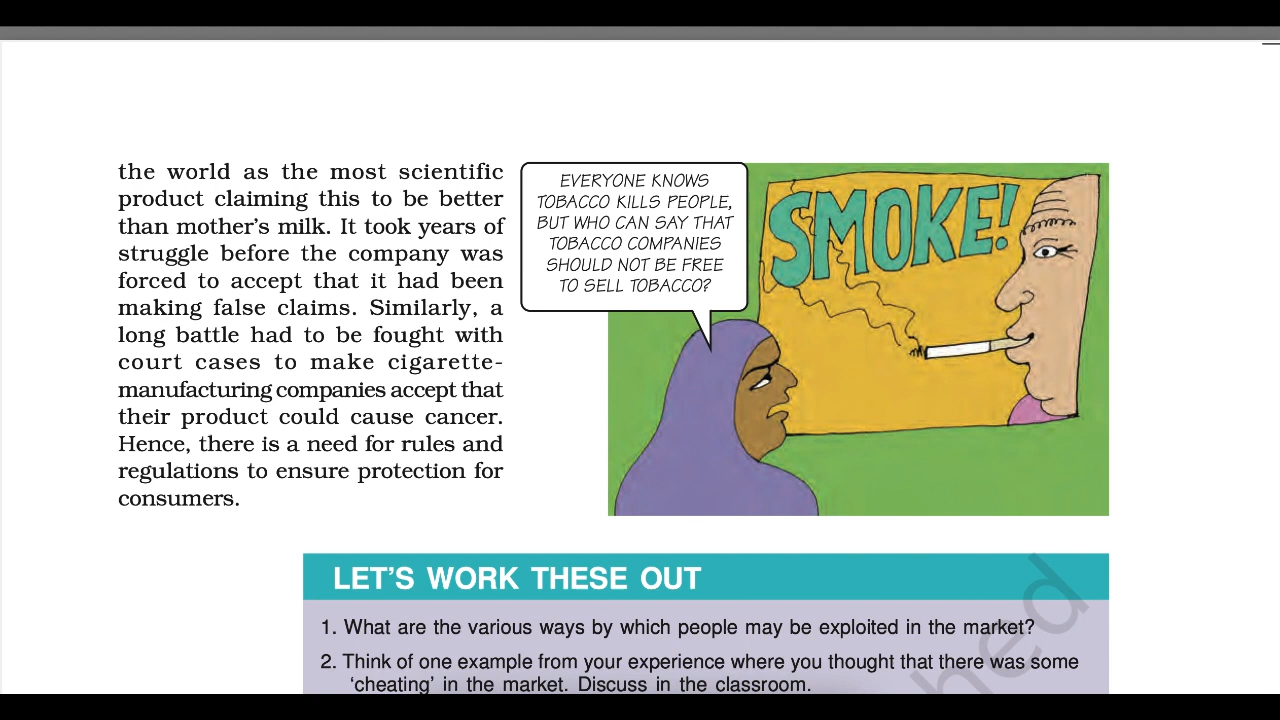 the world as the most scientific
product claiming this to be better
than mother's milk. It took years of
struggle before the company was
forced to accept that it had been
making false claims. Similarly, a
long battle had to be fought with
court cases to make cigarette-
manufacturing companies accept that
their product could cause cancer.
Hence, there is a need for rules and
regulations to ensure protection for
consumers.
EVERYONE KNOWS
TOBACCO KILLS PEOPLE,
BUT WHO CAN SAY THAT
TOBACCO COMPANIES
SHOULD NOT BE FREE
TO SELL TOBACCO?
SMOKE!
LET'S WORK THESE OUT
1. What are the various ways by which people may be exploited in the market?
2. Think of one example from your experience where you thought that there was some
'cheating' in the market. Discuss in the classroom.